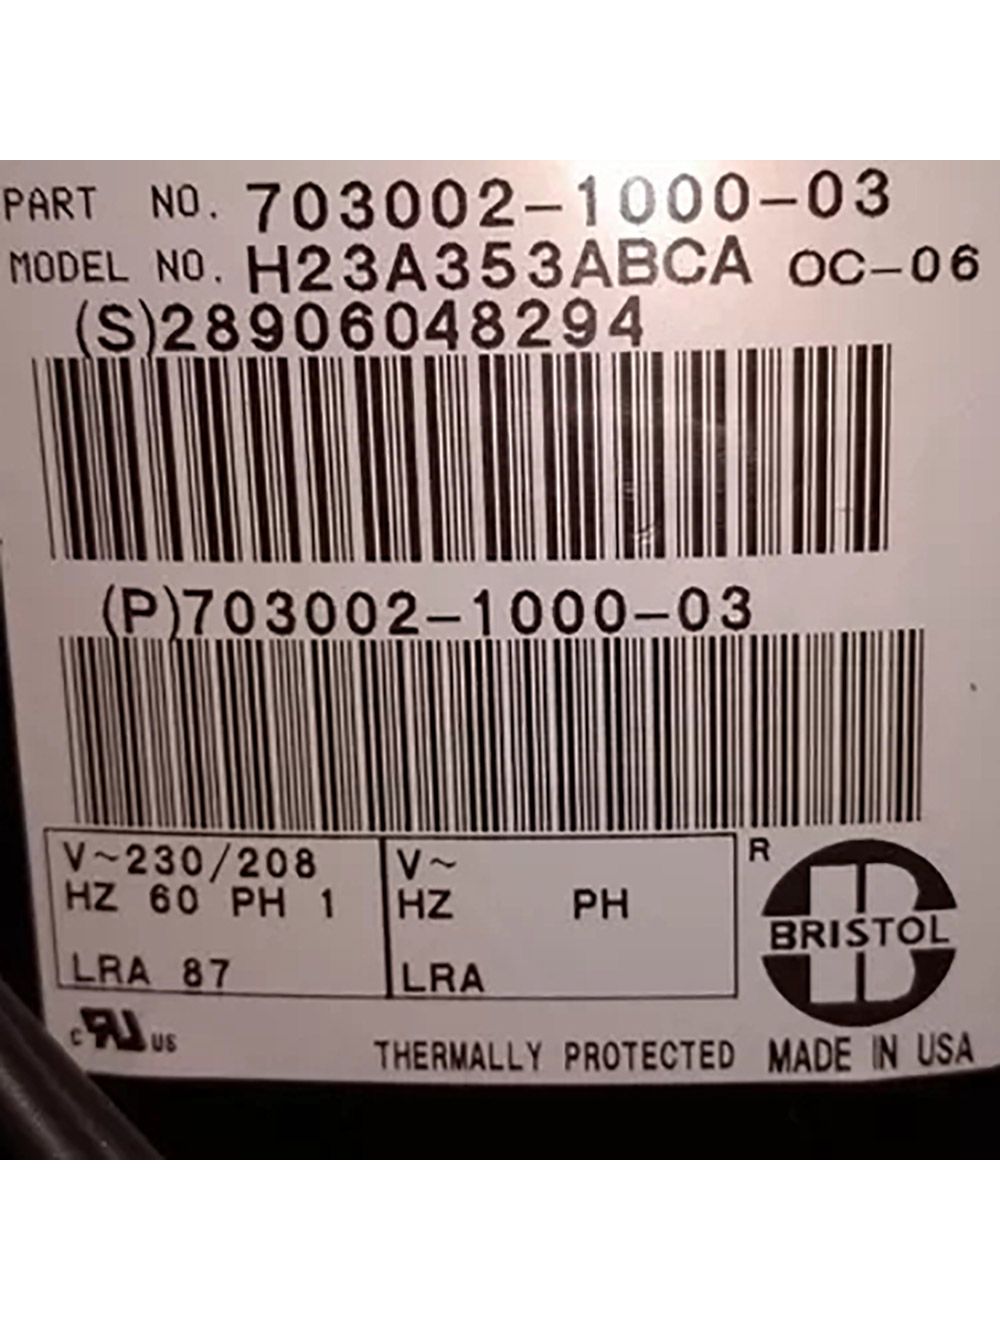 PART NO. 703002-1000-03
MODEL NO. H23A353ABCA OC-06
(S)28906048294
(P)703002-1000-03
V~230/208
HZ 60 PH 1
LRA 87
V~
HZ PH
LRA
R
BRISTOL
c RU US
THERMALLY PROTECTED MADE IN USA